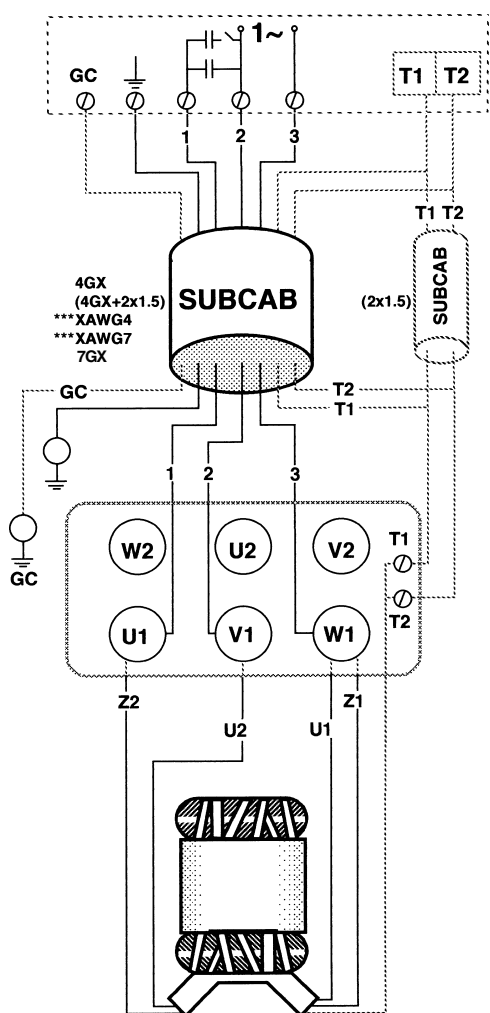 1~
GC
T1 T2
1 2 3
T1 T2
4GX
(4GX+2x1.5)
***XAWG4
***XAWG7
7GX
SUBCAB
(2x1.5)
SUBCAB
GC
T2
T1
1 2 3
GC
W2 U2 V2
T1
U1 V1 W1
T2
Z2
U2
U1
Z1